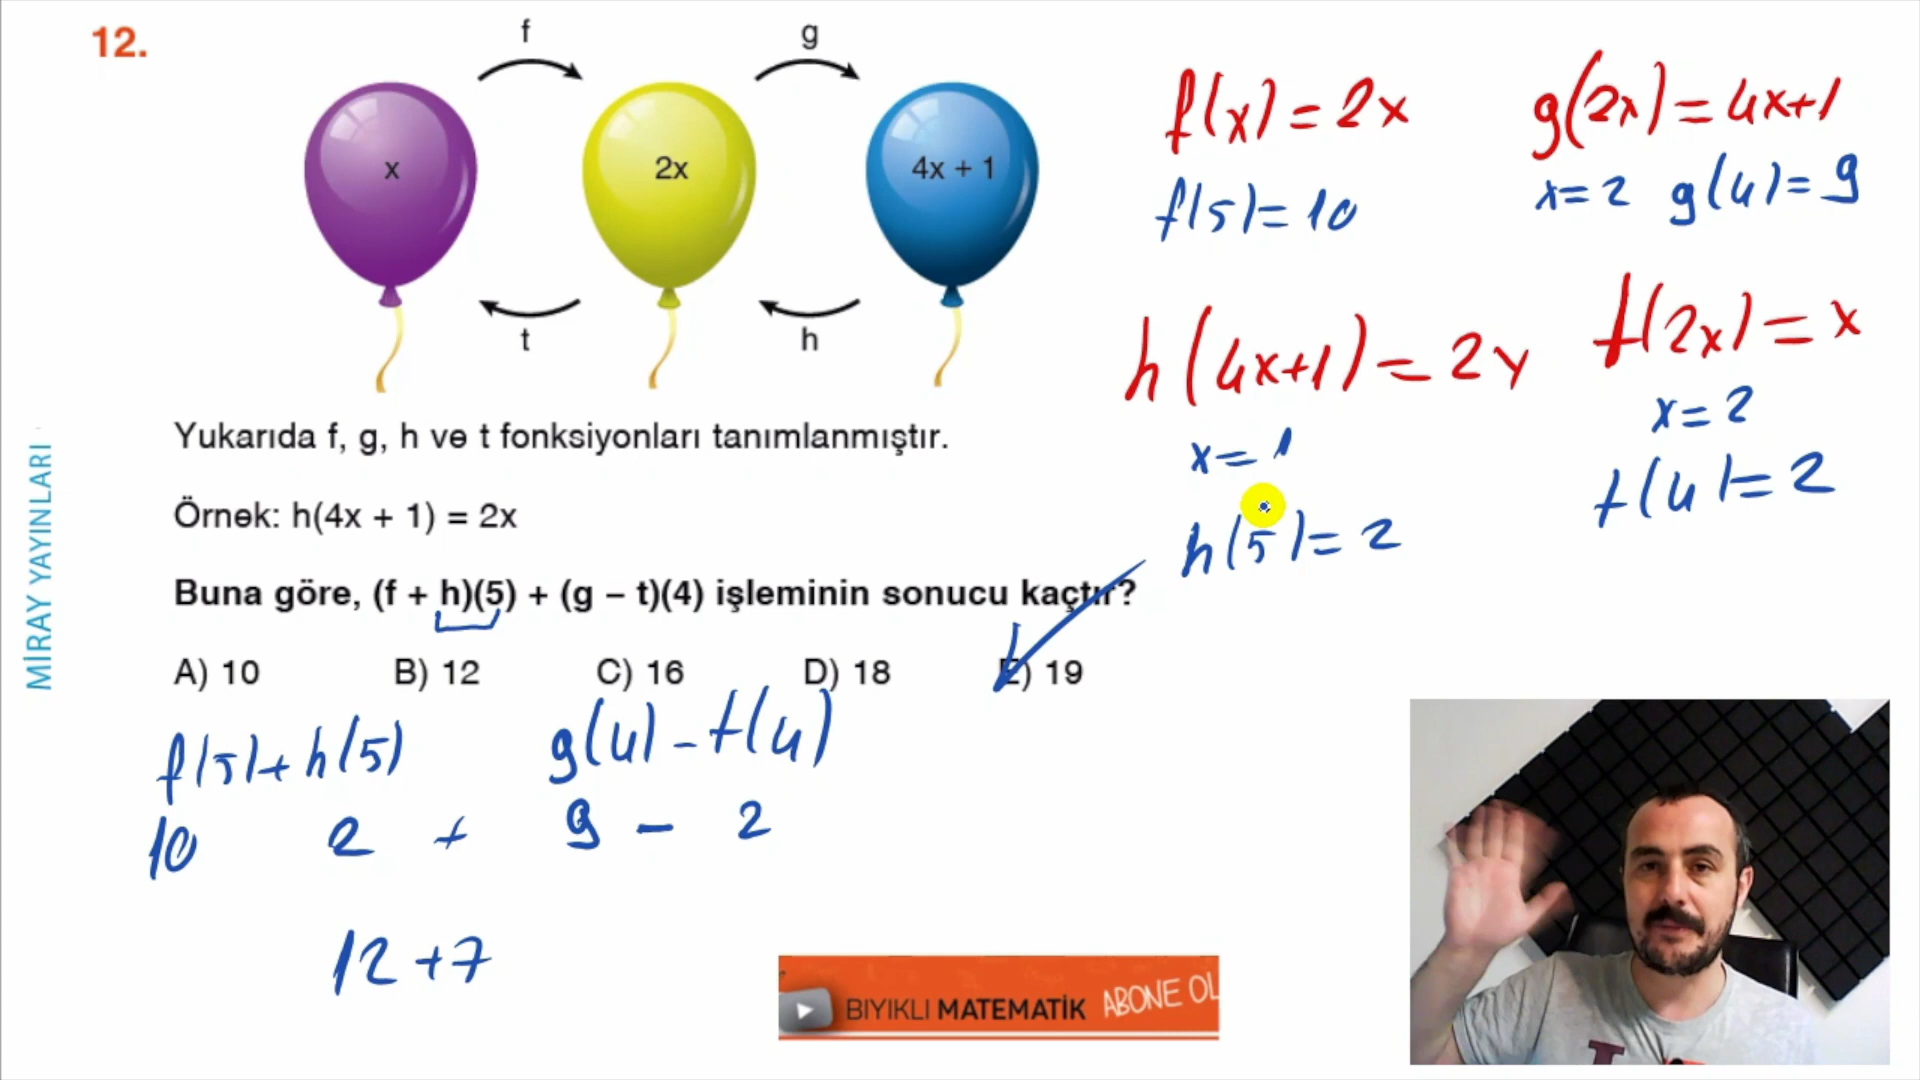 12.
f
g
x
2x
4x + 1
t
h
Yukarıda f, g, h ve t fonksiyonları tanımlanmıştır.
Örnek: h(4x + 1) = 2x
Buna göre, (f + h)(5) + (g – t)(4) işleminin sonucu kaçtır?
A) 10
B) 12
C) 16
D) 18
E) 19
MİRAY YAYINLARI
f(x) = 2x
g(2x) = 4x+1
f(5) = 10
x = 2 g(4) = 9
h(4x+1) = 2x
t(2x) = x
x = 1
x = 2
h(5) = 2
t(4) = 2
f(5) + h(5)
g(4) - t(4)
10 2 + 9 - 2
12 + 7
BIYIKLI MATEMATİK ABONE OL